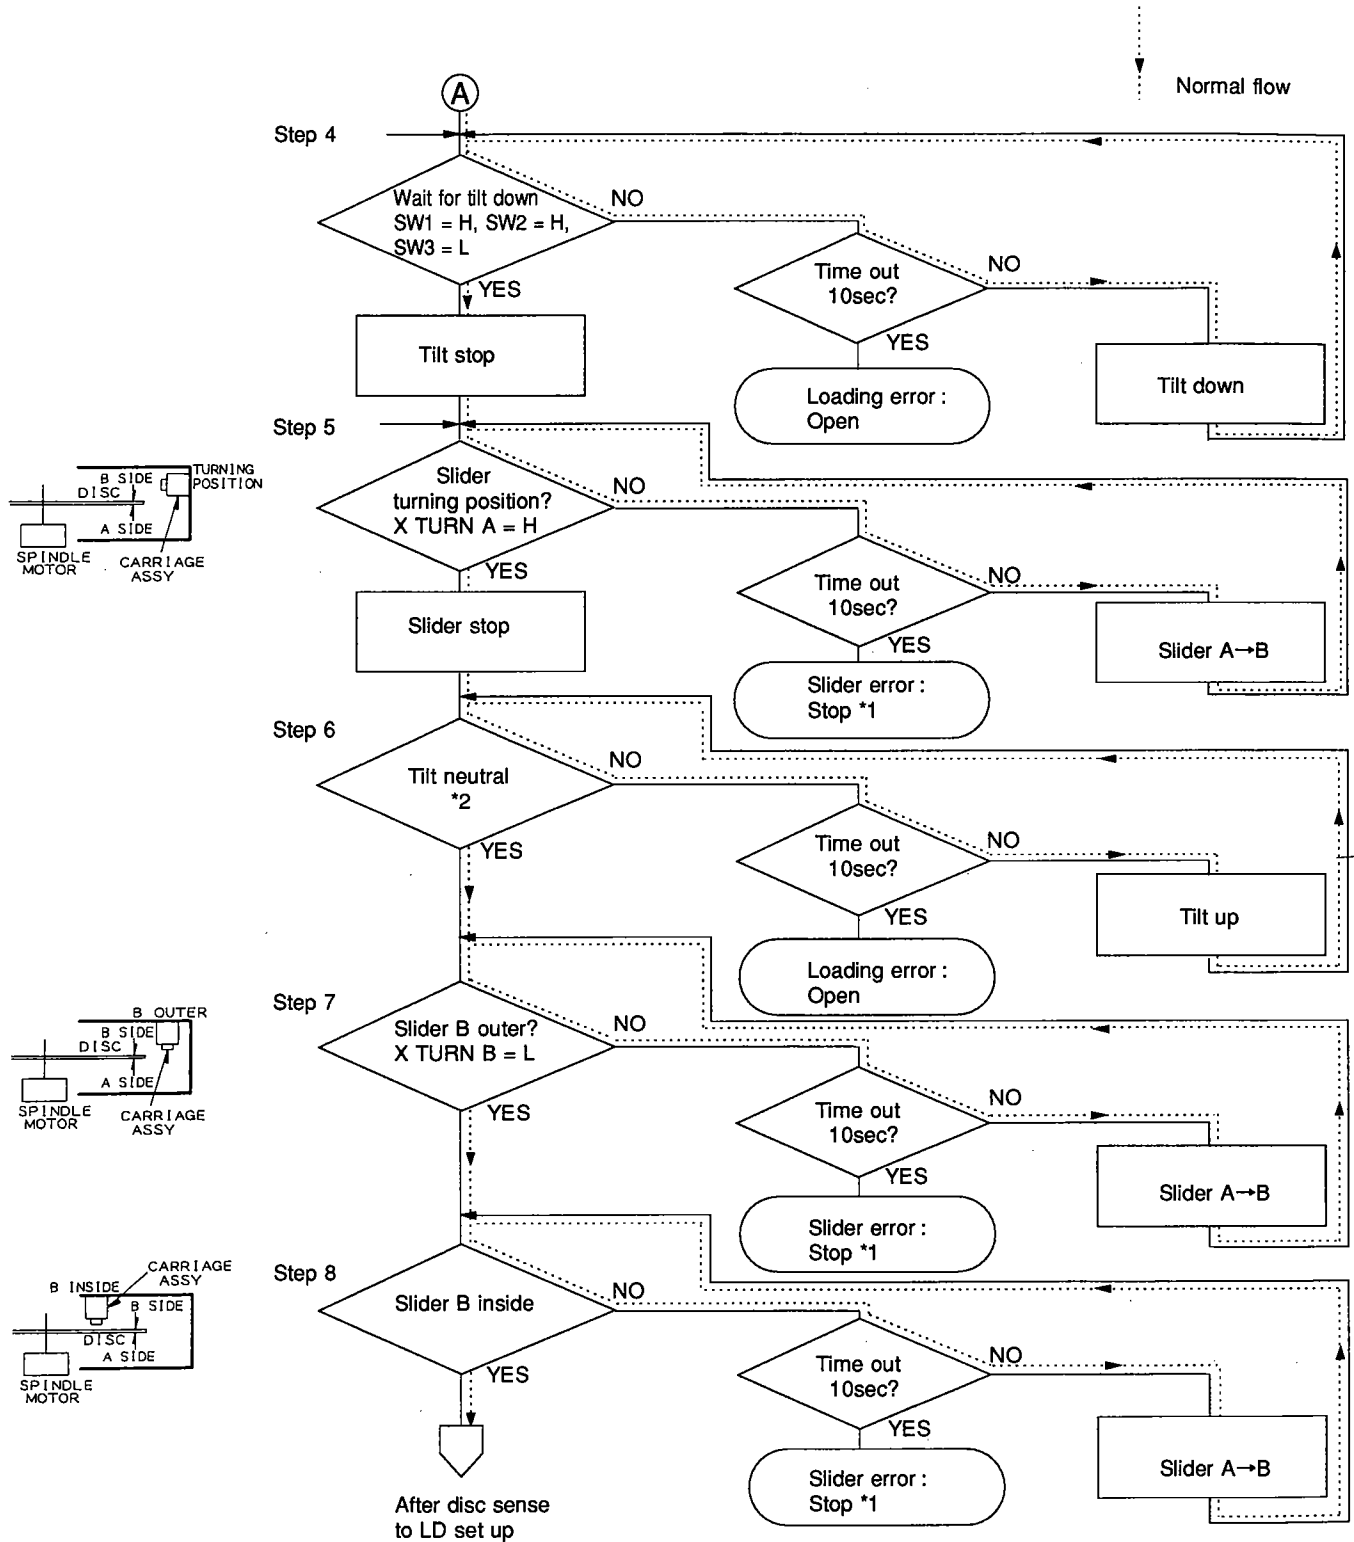 Normal flow
A
Step 4
Wait for tilt down
SW1 = H, SW2 = H,
SW3 = L
NO
YES
Time out
10sec?
NO
YES
Tilt stop
Loading error :
Open
Tilt down
Step 5
Slider
turning position?
X TURN A = H
NO
YES
Time out
10sec?
NO
YES
Slider stop
Slider error :
Stop *1
Slider A→B
B SIDE
DISC
A SIDE
TURNING
POSITION
SPINDLE
MOTOR
CARRIAGE
ASSY
Step 6
Tilt neutral
*2
NO
YES
Time out
10sec?
NO
YES
Loading error :
Open
Tilt up
Step 7
Slider B outer?
X TURN B = L
NO
YES
Time out
10sec?
NO
YES
Slider error :
Stop *1
Slider A→B
B OUTER
B SIDE
DISC
A SIDE
SPINDLE
MOTOR
CARRIAGE
ASSY
Step 8
Slider B inside
NO
YES
Time out
10sec?
NO
YES
Slider error :
Stop *1
Slider A→B
CARRIAGE
ASSY
B INSIDE
B SIDE
DISC
A SIDE
SPINDLE
MOTOR
After disc sense
to LD set up